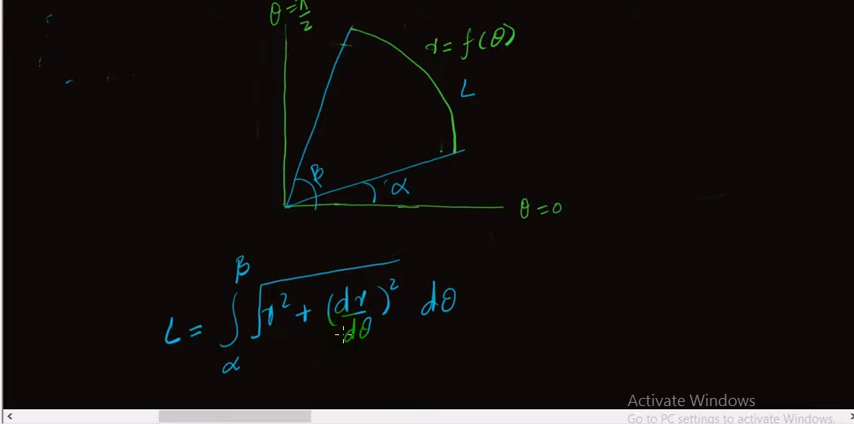 θ = π/2
r = f(θ)
L
β
α
θ = 0
L = ∫_α^β √(r² + (dr/dθ)²) dθ
Activate Windows
Go to PC settings to activate Windows.